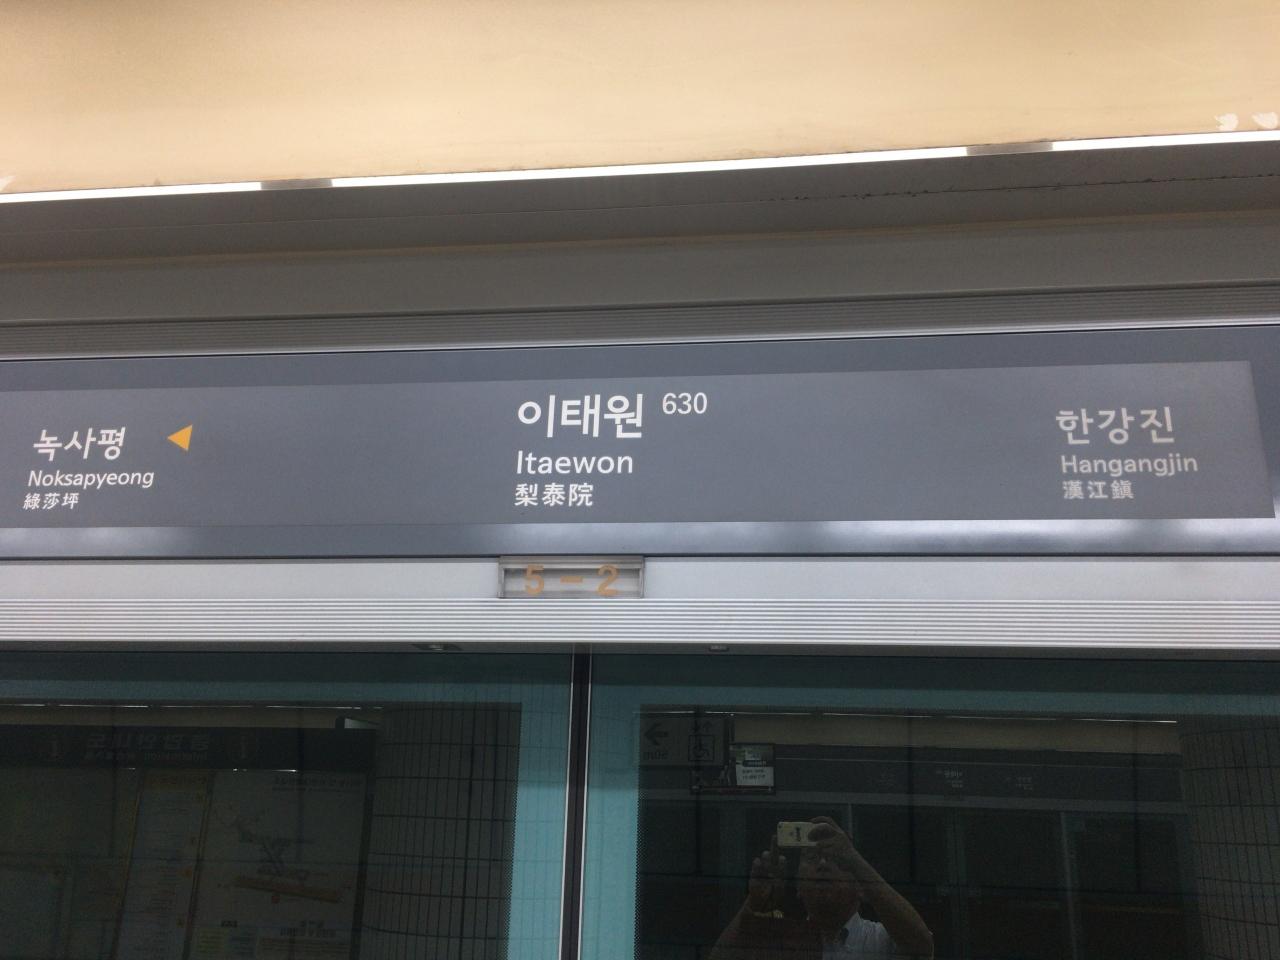 녹사평
Noksapyeong
綠莎坪
이태원 630
Itaewon
梨泰院
한강진
Hangangjin
漢江鎭
5-2